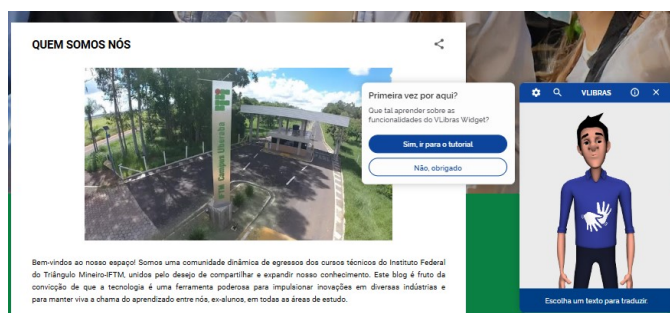 QUEM SOMOS NÓS
IFTM Campus Uberaba
Primeira vez por aqui?
Que tal aprender sobre as
funcionalidades do VLibras Widget?
Sim, ir para o tutorial
Não, obrigado
VLIBRAS
Escolha um texto para traduzir.
Bem-vindos ao nosso espaço! Somos uma comunidade dinâmica de egressos dos cursos técnicos do Instituto Federal
do Triângulo Mineiro-IFTM, unidos pelo desejo de compartilhar e expandir nosso conhecimento. Este blog é fruto da
convicção de que a tecnologia é uma ferramenta poderosa para impulsionar inovações em diversas indústrias e
para manter viva a chama do aprendizado entre nós, ex-alunos, em todas as áreas de estudo.